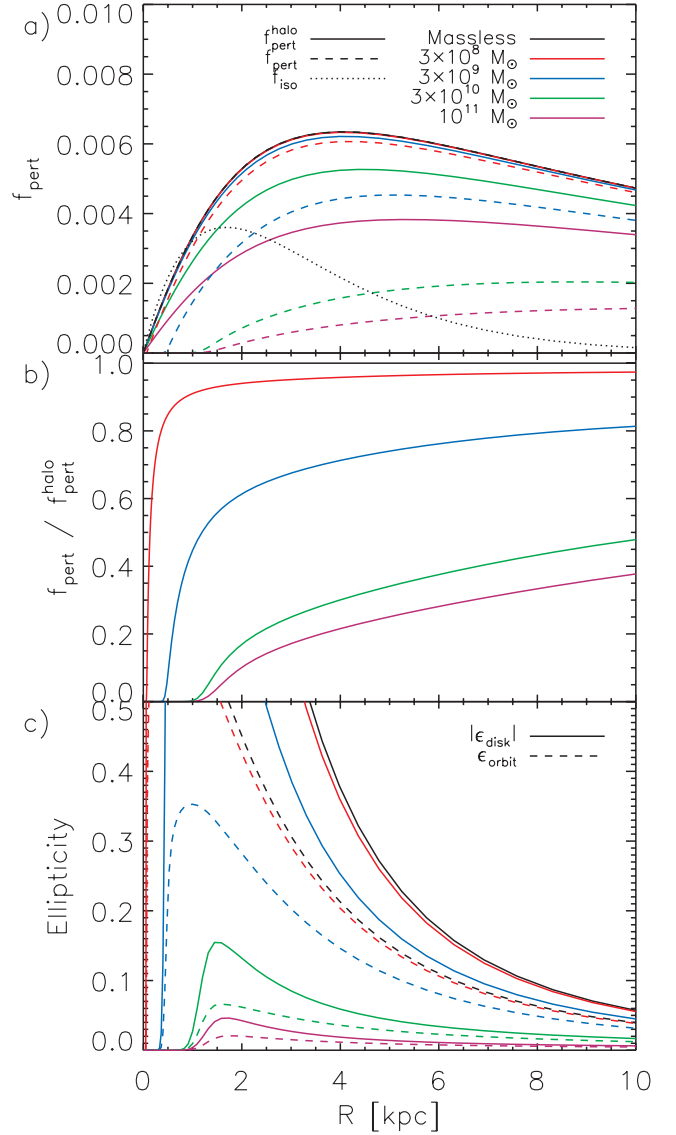 a)
f_pert^halo
f_pert
f_iso
Massless
3×10^8 M_⊙
3×10^9 M_⊙
3×10^10 M_⊙
10^11 M_⊙
0.010
0.008
0.006
0.004
0.002
0.000
f_pert
b)
1.0
0.8
0.6
0.4
0.2
0.0
f_pert / f_pert^halo
c)
|ϵ_disk|
ϵ_orbit
0.5
0.4
0.3
0.2
0.1
0.0
Ellipticity
0 2 4 6 8 10
R [kpc]